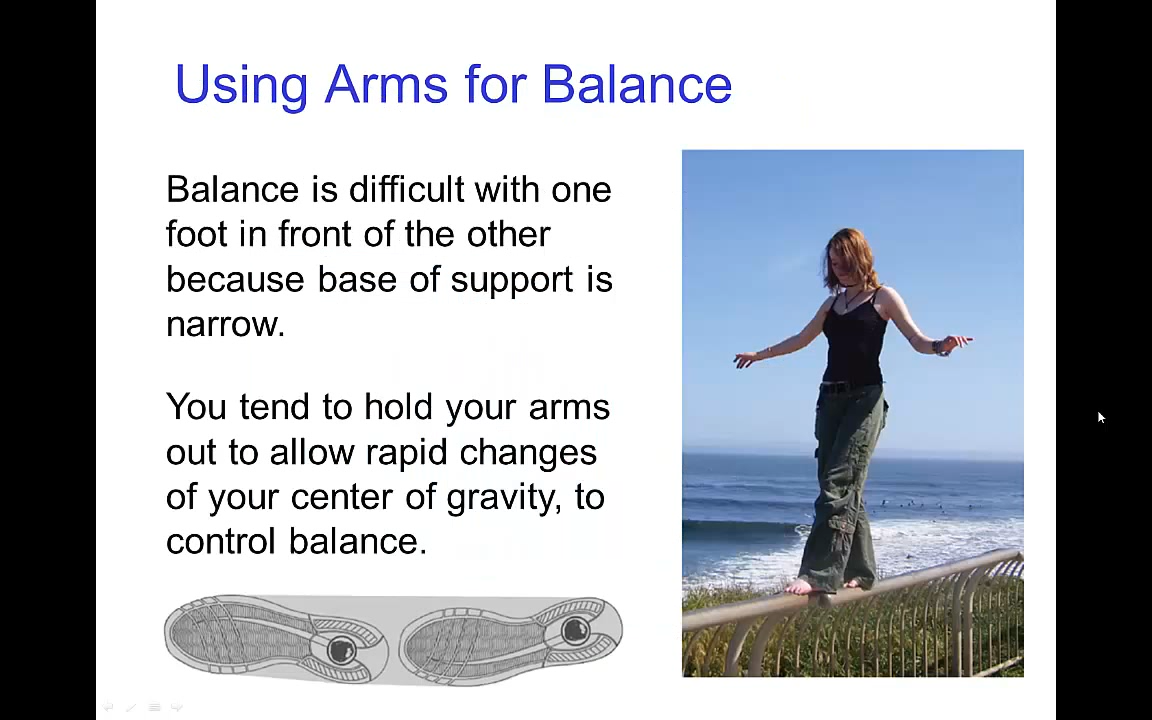 Using Arms for Balance
Balance is difficult with one
foot in front of the other
because base of support is
narrow.
You tend to hold your arms
out to allow rapid changes
of your center of gravity, to
control balance.